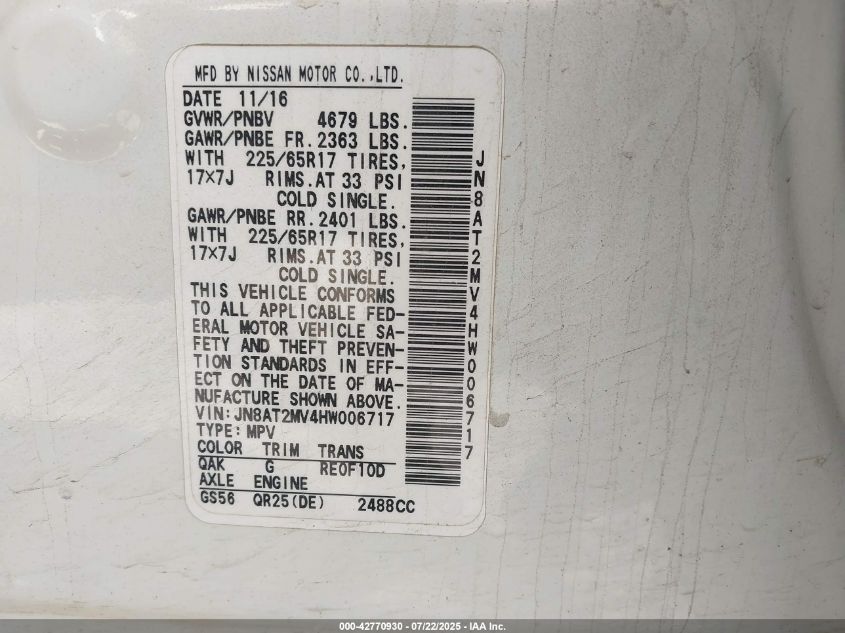 MFD BY NISSAN MOTOR CO.,LTD.
DATE 11/16
GVWR/PNBV 4679 LBS.
GAWR/PNBE FR. 2363 LBS.
WITH 225/65R17 TIRES,
17×7J RIMS.AT 33 PSI
COLD SINGLE.
GAWR/PNBE RR. 2401 LBS.
WITH 225/65R17 TIRES,
17×7J RIMS.AT 33 PSI
COLD SINGLE.
THIS VEHICLE CONFORMS
TO ALL APPLICABLE FED-
ERAL MOTOR VEHICLE SA-
FETY AND THEFT PREVEN-
TION STANDARDS IN EFF-
ECT ON THE DATE OF MA-
NUFACTURE SHOWN ABOVE.
VIN:JN8AT2MV4HW006717
TYPE:MPV
COLOR TRIM TRANS
QAK G RE0F10D
AXLE ENGINE
GS56 QR25(DE) 2488CC
JN8AT2MV4HW006717
000-42770930 - 07/22/2025 - IAA Inc.